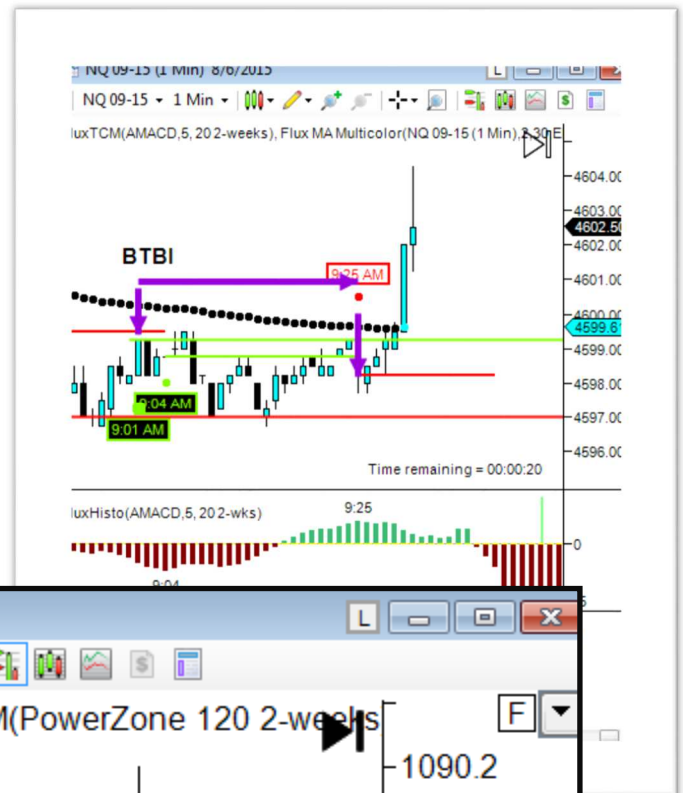 NQ 09-15 (1 Min) 8/6/2015
L
NQ 09-15 1 Min
luxTCM(AMACD,5, 20 2-weeks), Flux MA Multicolor(NQ 09-15 (1 Min),2,30 E
4604.00
4603.00
4602.50
4602.00
BTBI
9:25 AM
4601.00
4600.00
4599.6
4599.00
4598.00
9:04 AM
4597.00
9:01 AM
4596.00
Time remaining = 00:00:20
luxHisto(AMACD,5, 20 2-wks)
9:25
0
9:04
5
L
M(PowerZone 120 2-weeks
F
1090.2